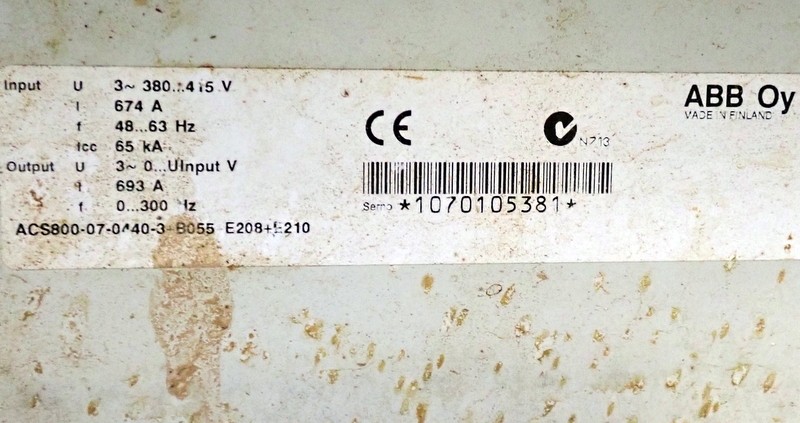 Input U 3~ 380...415 V
I 674 A
f 48...63 Hz
Icc 65 kA
Output U 3~ 0...UInput V
I 693 A
f 0...300 Hz
ACS800-07-0440-3+B055 E208+E210
CE
N713
Serno *1070105381*
ABB Oy
MADE IN FINLAND